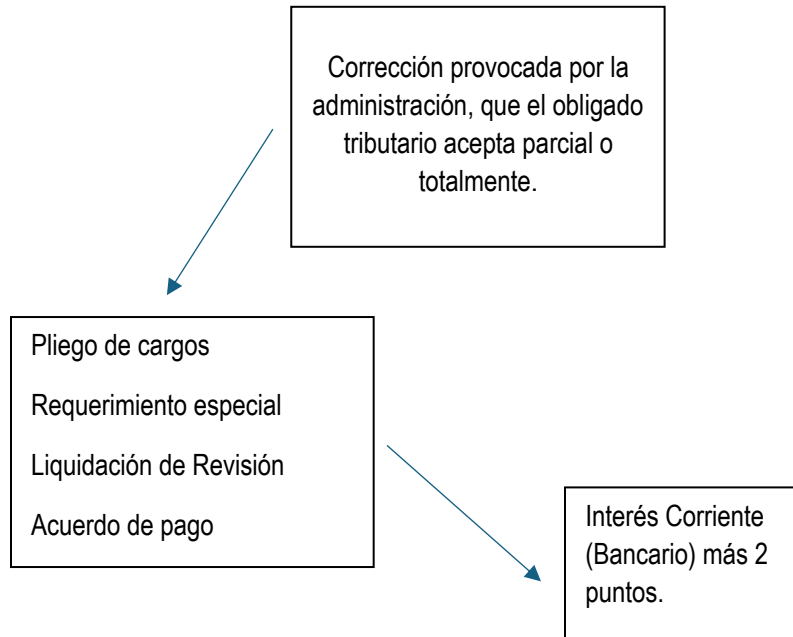 Corrección provocada por la
administración, que el obligado
tributario acepta parcial o
totalmente.
Pliego de cargos
Requerimiento especial
Liquidación de Revisión
Acuerdo de pago
Interés Corriente
(Bancario) más 2
puntos.